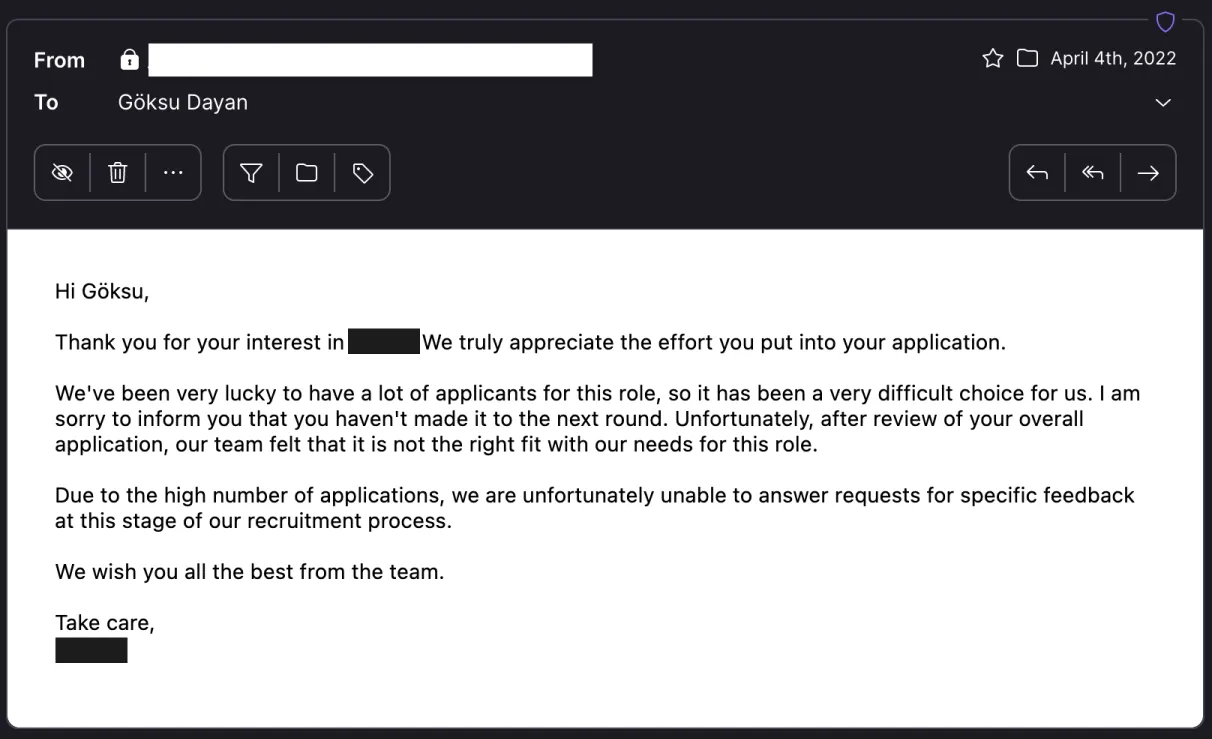 From
April 4th, 2022
To
Göksu Dayan
Hi Göksu,
Thank you for your interest in We truly appreciate the effort you put into your application.
We've been very lucky to have a lot of applicants for this role, so it has been a very difficult choice for us. I am
sorry to inform you that you haven't made it to the next round. Unfortunately, after review of your overall
application, our team felt that it is not the right fit with our needs for this role.
Due to the high number of applications, we are unfortunately unable to answer requests for specific feedback
at this stage of our recruitment process.
We wish you all the best from the team.
Take care,